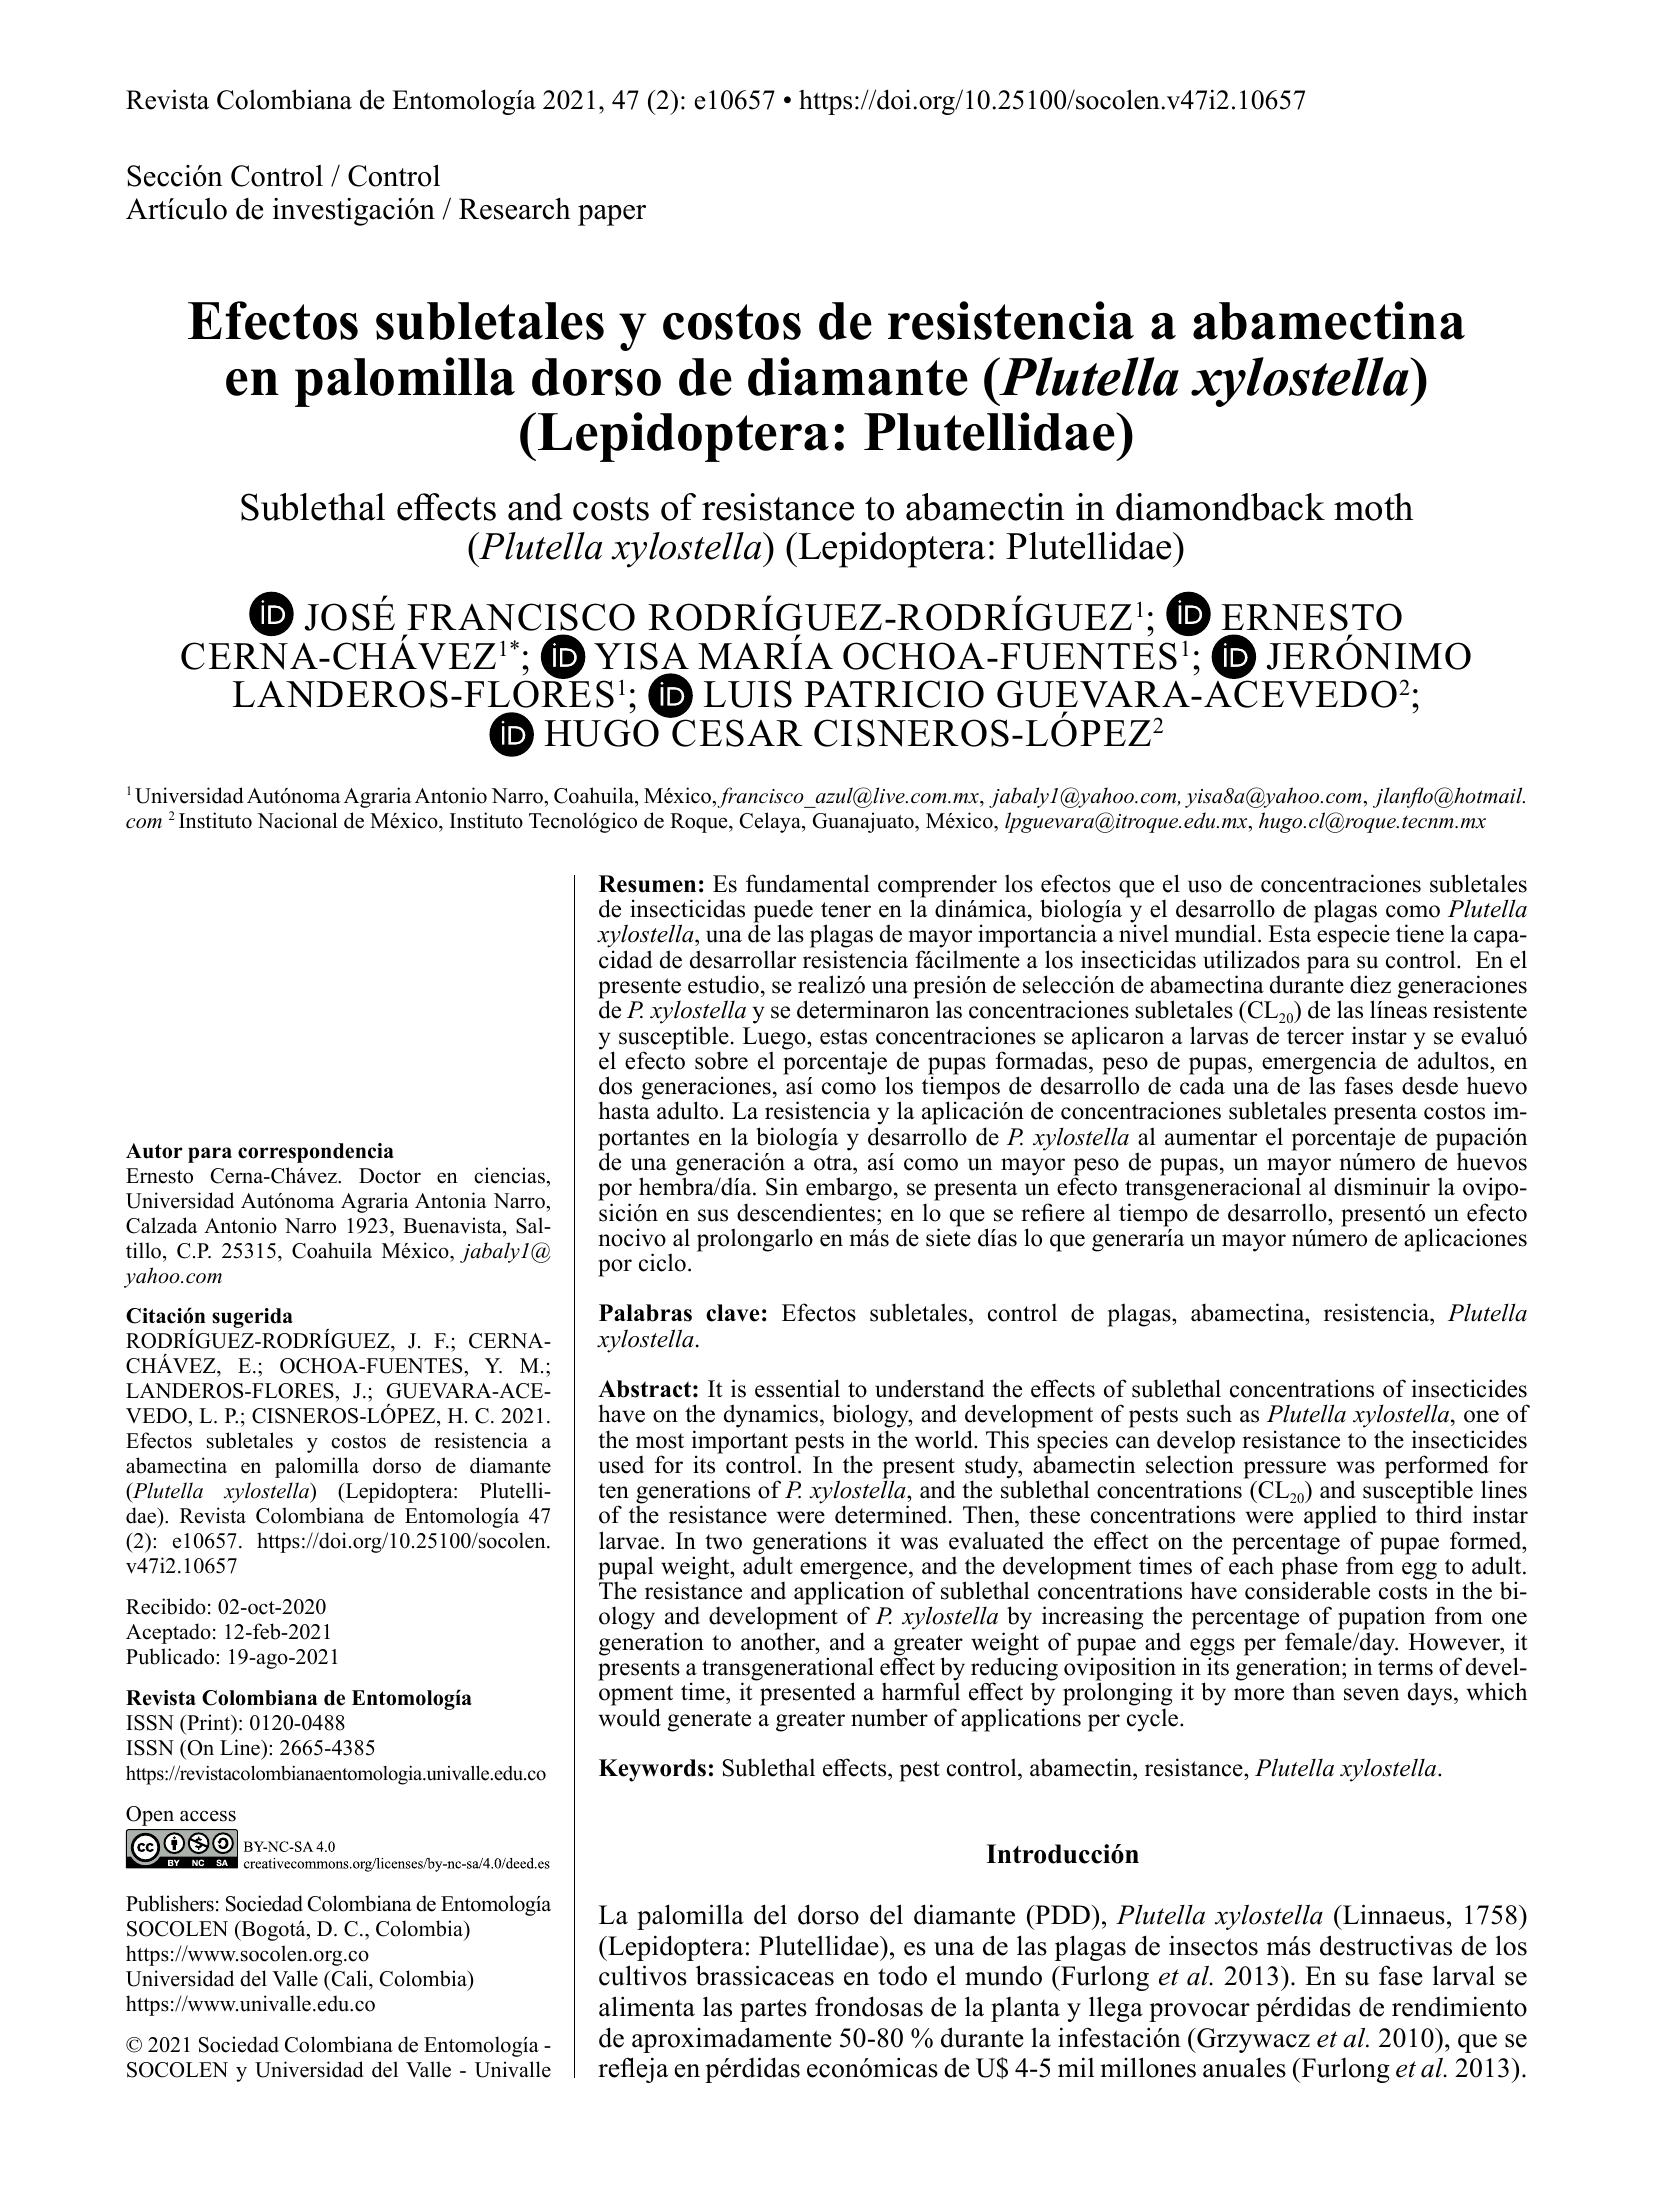 Revista Colombiana de Entomología 2021, 47 (2): e10657 • https://doi.org/10.25100/socolen.v47i2.10657
Sección Control / Control
Artículo de investigación / Research paper
Efectos subletales y costos de resistencia a abamectina
en palomilla dorso de diamante (Plutella xylostella)
(Lepidoptera: Plutellidae)
Sublethal effects and costs of resistance to abamectin in diamondback moth
(Plutella xylostella) (Lepidoptera: Plutellidae)
iD JOSÉ FRANCISCO RODRÍGUEZ-RODRÍGUEZ¹; iD ERNESTO
CERNA-CHÁVEZ¹*; iD YISA MARÍA OCHOA-FUENTES¹; iD JERÓNIMO
LANDEROS-FLORES¹; iD LUIS PATRICIO GUEVARA-ACEVEDO²;
iD HUGO CESAR CISNEROS-LÓPEZ²
¹ Universidad Autónoma Agraria Antonio Narro, Coahuila, México, francisco_azul@live.com.mx, jabaly1@yahoo.com, yisa8a@yahoo.com, jlanflo@hotmail.
com ² Instituto Nacional de México, Instituto Tecnológico de Roque, Celaya, Guanajuato, México, lpguevara@itroque.edu.mx, hugo.cl@roque.tecnm.mx
Autor para correspondencia
Ernesto Cerna-Chávez. Doctor en ciencias,
Universidad Autónoma Agraria Antonia Narro,
Calzada Antonio Narro 1923, Buenavista, Sal-
tillo, C.P. 25315, Coahuila México, jabaly1@
yahoo.com
Citación sugerida
RODRÍGUEZ-RODRÍGUEZ, J. F.; CERNA-
CHÁVEZ, E.; OCHOA-FUENTES, Y. M.;
LANDEROS-FLORES, J.; GUEVARA-ACE-
VEDO, L. P.; CISNEROS-LÓPEZ, H. C. 2021.
Efectos subletales y costos de resistencia a
abamectina en palomilla dorso de diamante
(Plutella xylostella) (Lepidoptera: Plutelli-
dae). Revista Colombiana de Entomología 47
(2): e10657. https://doi.org/10.25100/socolen.
v47i2.10657
Recibido: 02-oct-2020
Aceptado: 12-feb-2021
Publicado: 19-ago-2021
Revista Colombiana de Entomología
ISSN (Print): 0120-0488
ISSN (On Line): 2665-4385
https://revistacolombianaentomologia.univalle.edu.co
Open access
cc BY NC SA BY-NC-SA 4.0
creativecommons.org/licenses/by-nc-sa/4.0/deed.es
Publishers: Sociedad Colombiana de Entomología
SOCOLEN (Bogotá, D. C., Colombia)
https://www.socolen.org.co
Universidad del Valle (Cali, Colombia)
https://www.univalle.edu.co
© 2021 Sociedad Colombiana de Entomología -
SOCOLEN y Universidad del Valle - Univalle
Resumen: Es fundamental comprender los efectos que el uso de concentraciones subletales
de insecticidas puede tener en la dinámica, biología y el desarrollo de plagas como Plutella
xylostella, una de las plagas de mayor importancia a nivel mundial. Esta especie tiene la capa-
cidad de desarrollar resistencia fácilmente a los insecticidas utilizados para su control. En el
presente estudio, se realizó una presión de selección de abamectina durante diez generaciones
de P. xylostella y se determinaron las concentraciones subletales (CL₂₀) de las líneas resistente
y susceptible. Luego, estas concentraciones se aplicaron a larvas de tercer instar y se evaluó
el efecto sobre el porcentaje de pupas formadas, peso de pupas, emergencia de adultos, en
dos generaciones, así como los tiempos de desarrollo de cada una de las fases desde huevo
hasta adulto. La resistencia y la aplicación de concentraciones subletales presenta costos im-
portantes en la biología y desarrollo de P. xylostella al aumentar el porcentaje de pupación
de una generación a otra, así como un mayor peso de pupas, un mayor número de huevos
por hembra/día. Sin embargo, se presenta un efecto transgeneracional al disminuir la ovipo-
sición en sus descendientes; en lo que se refiere al tiempo de desarrollo, presentó un efecto
nocivo al prolongarlo en más de siete días lo que generaría un mayor número de aplicaciones
por ciclo.
Palabras clave: Efectos subletales, control de plagas, abamectina, resistencia, Plutella
xylostella.
Abstract: It is essential to understand the effects of sublethal concentrations of insecticides
have on the dynamics, biology, and development of pests such as Plutella xylostella, one of
the most important pests in the world. This species can develop resistance to the insecticides
used for its control. In the present study, abamectin selection pressure was performed for
ten generations of P. xylostella, and the sublethal concentrations (CL₂₀) and susceptible lines
of the resistance were determined. Then, these concentrations were applied to third instar
larvae. In two generations it was evaluated the effect on the percentage of pupae formed,
pupal weight, adult emergence, and the development times of each phase from egg to adult.
The resistance and application of sublethal concentrations have considerable costs in the bi-
ology and development of P. xylostella by increasing the percentage of pupation from one
generation to another, and a greater weight of pupae and eggs per female/day. However, it
presents a transgenerational effect by reducing oviposition in its generation; in terms of devel-
opment time, it presented a harmful effect by prolonging it by more than seven days, which
would generate a greater number of applications per cycle.
Keywords: Sublethal effects, pest control, abamectin, resistance, Plutella xylostella.
Introducción
La palomilla del dorso del diamante (PDD), Plutella xylostella (Linnaeus, 1758)
(Lepidoptera: Plutellidae), es una de las plagas de insectos más destructivas de los
cultivos brassicaceas en todo el mundo (Furlong et al. 2013). En su fase larval se
alimenta las partes frondosas de la planta y llega provocar pérdidas de rendimiento
de aproximadamente 50-80 % durante la infestación (Grzywacz et al. 2010), que se
refleja en pérdidas económicas de U$ 4-5 mil millones anuales (Furlong et al. 2013).